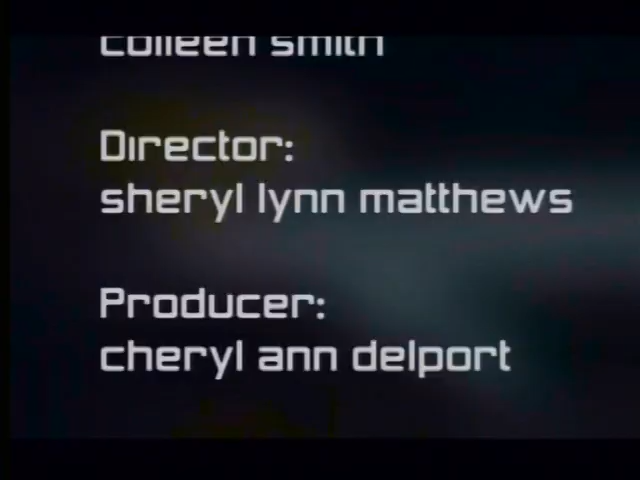 colleen smith
Director:
sheryl lynn matthews
Producer:
cheryl ann delport